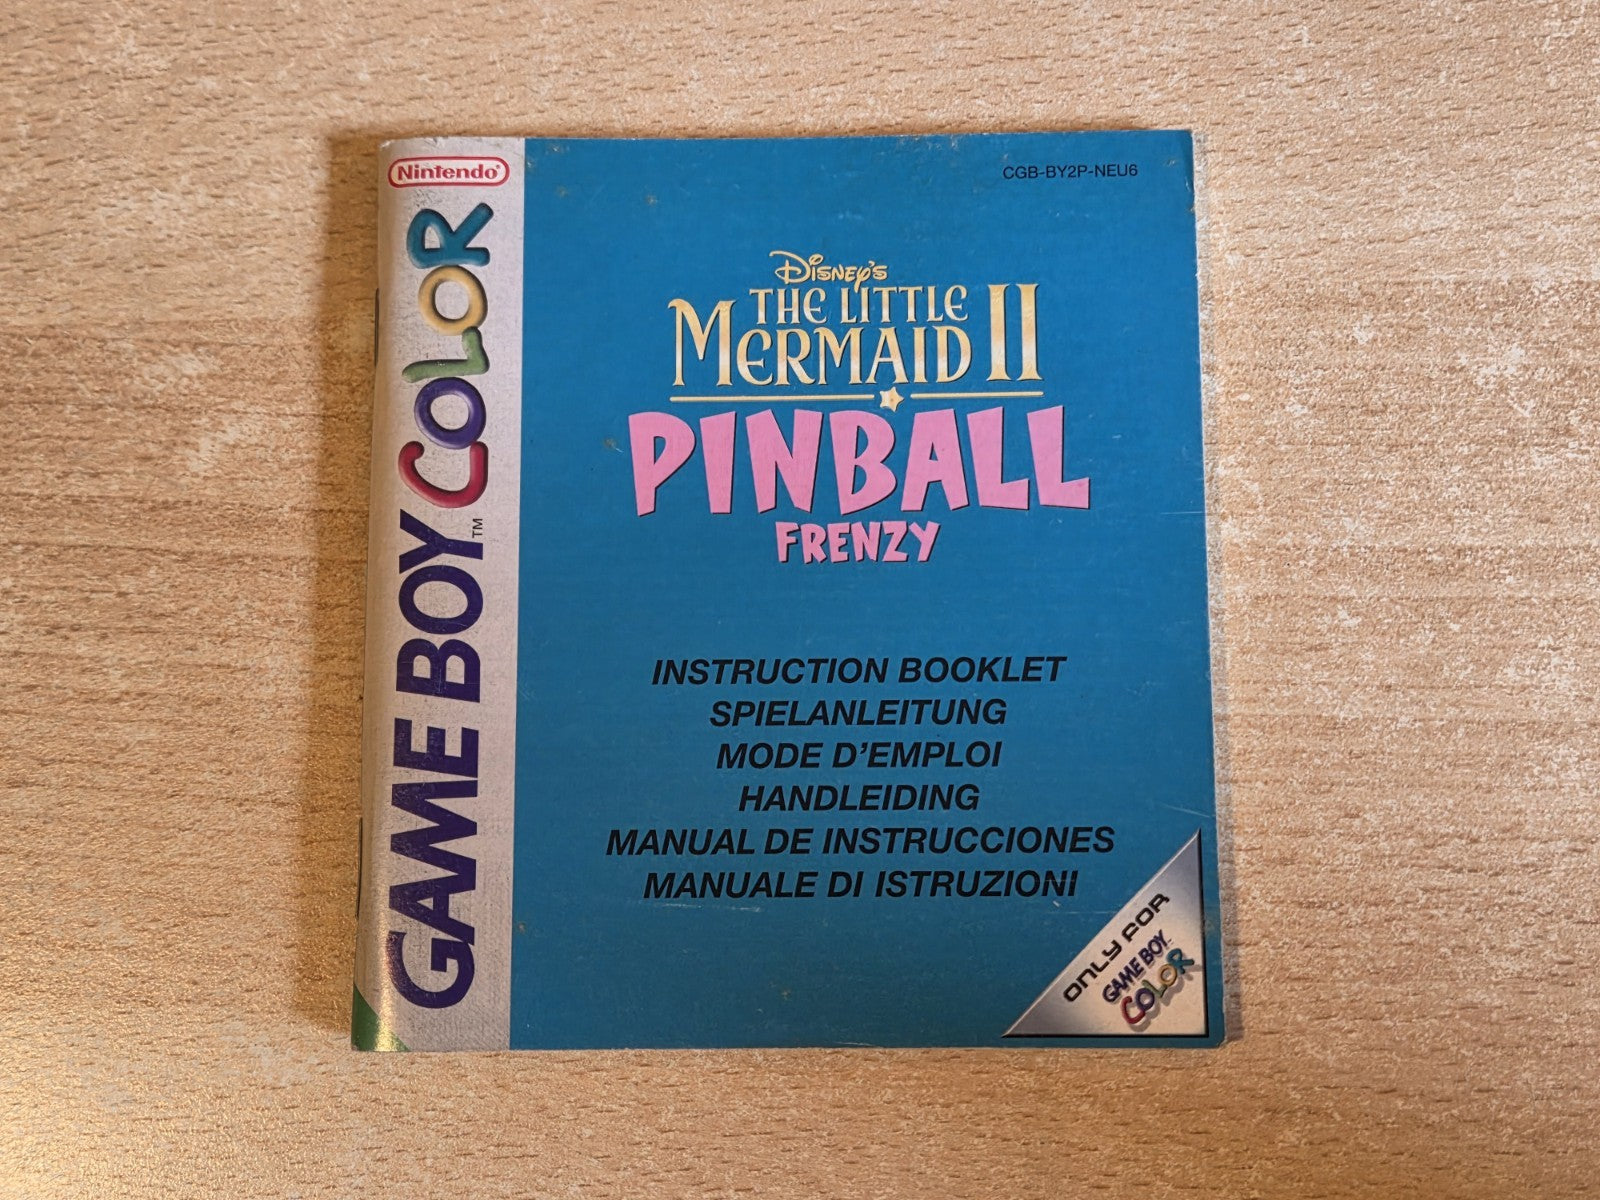 Nintendo®
GAME BOY COLOR™
CGB-BY2P-NEU6
DISNEY'S
THE LITTLE
MERMAID II
PINBALL
FRENZY
INSTRUCTION BOOKLET
SPIELANLEITUNG
MODE D'EMPLOI
HANDLEIDING
MANUAL DE INSTRUCCIONES
MANUALE DI ISTRUZIONI
ONLY FOR
GAME BOY
COLOR